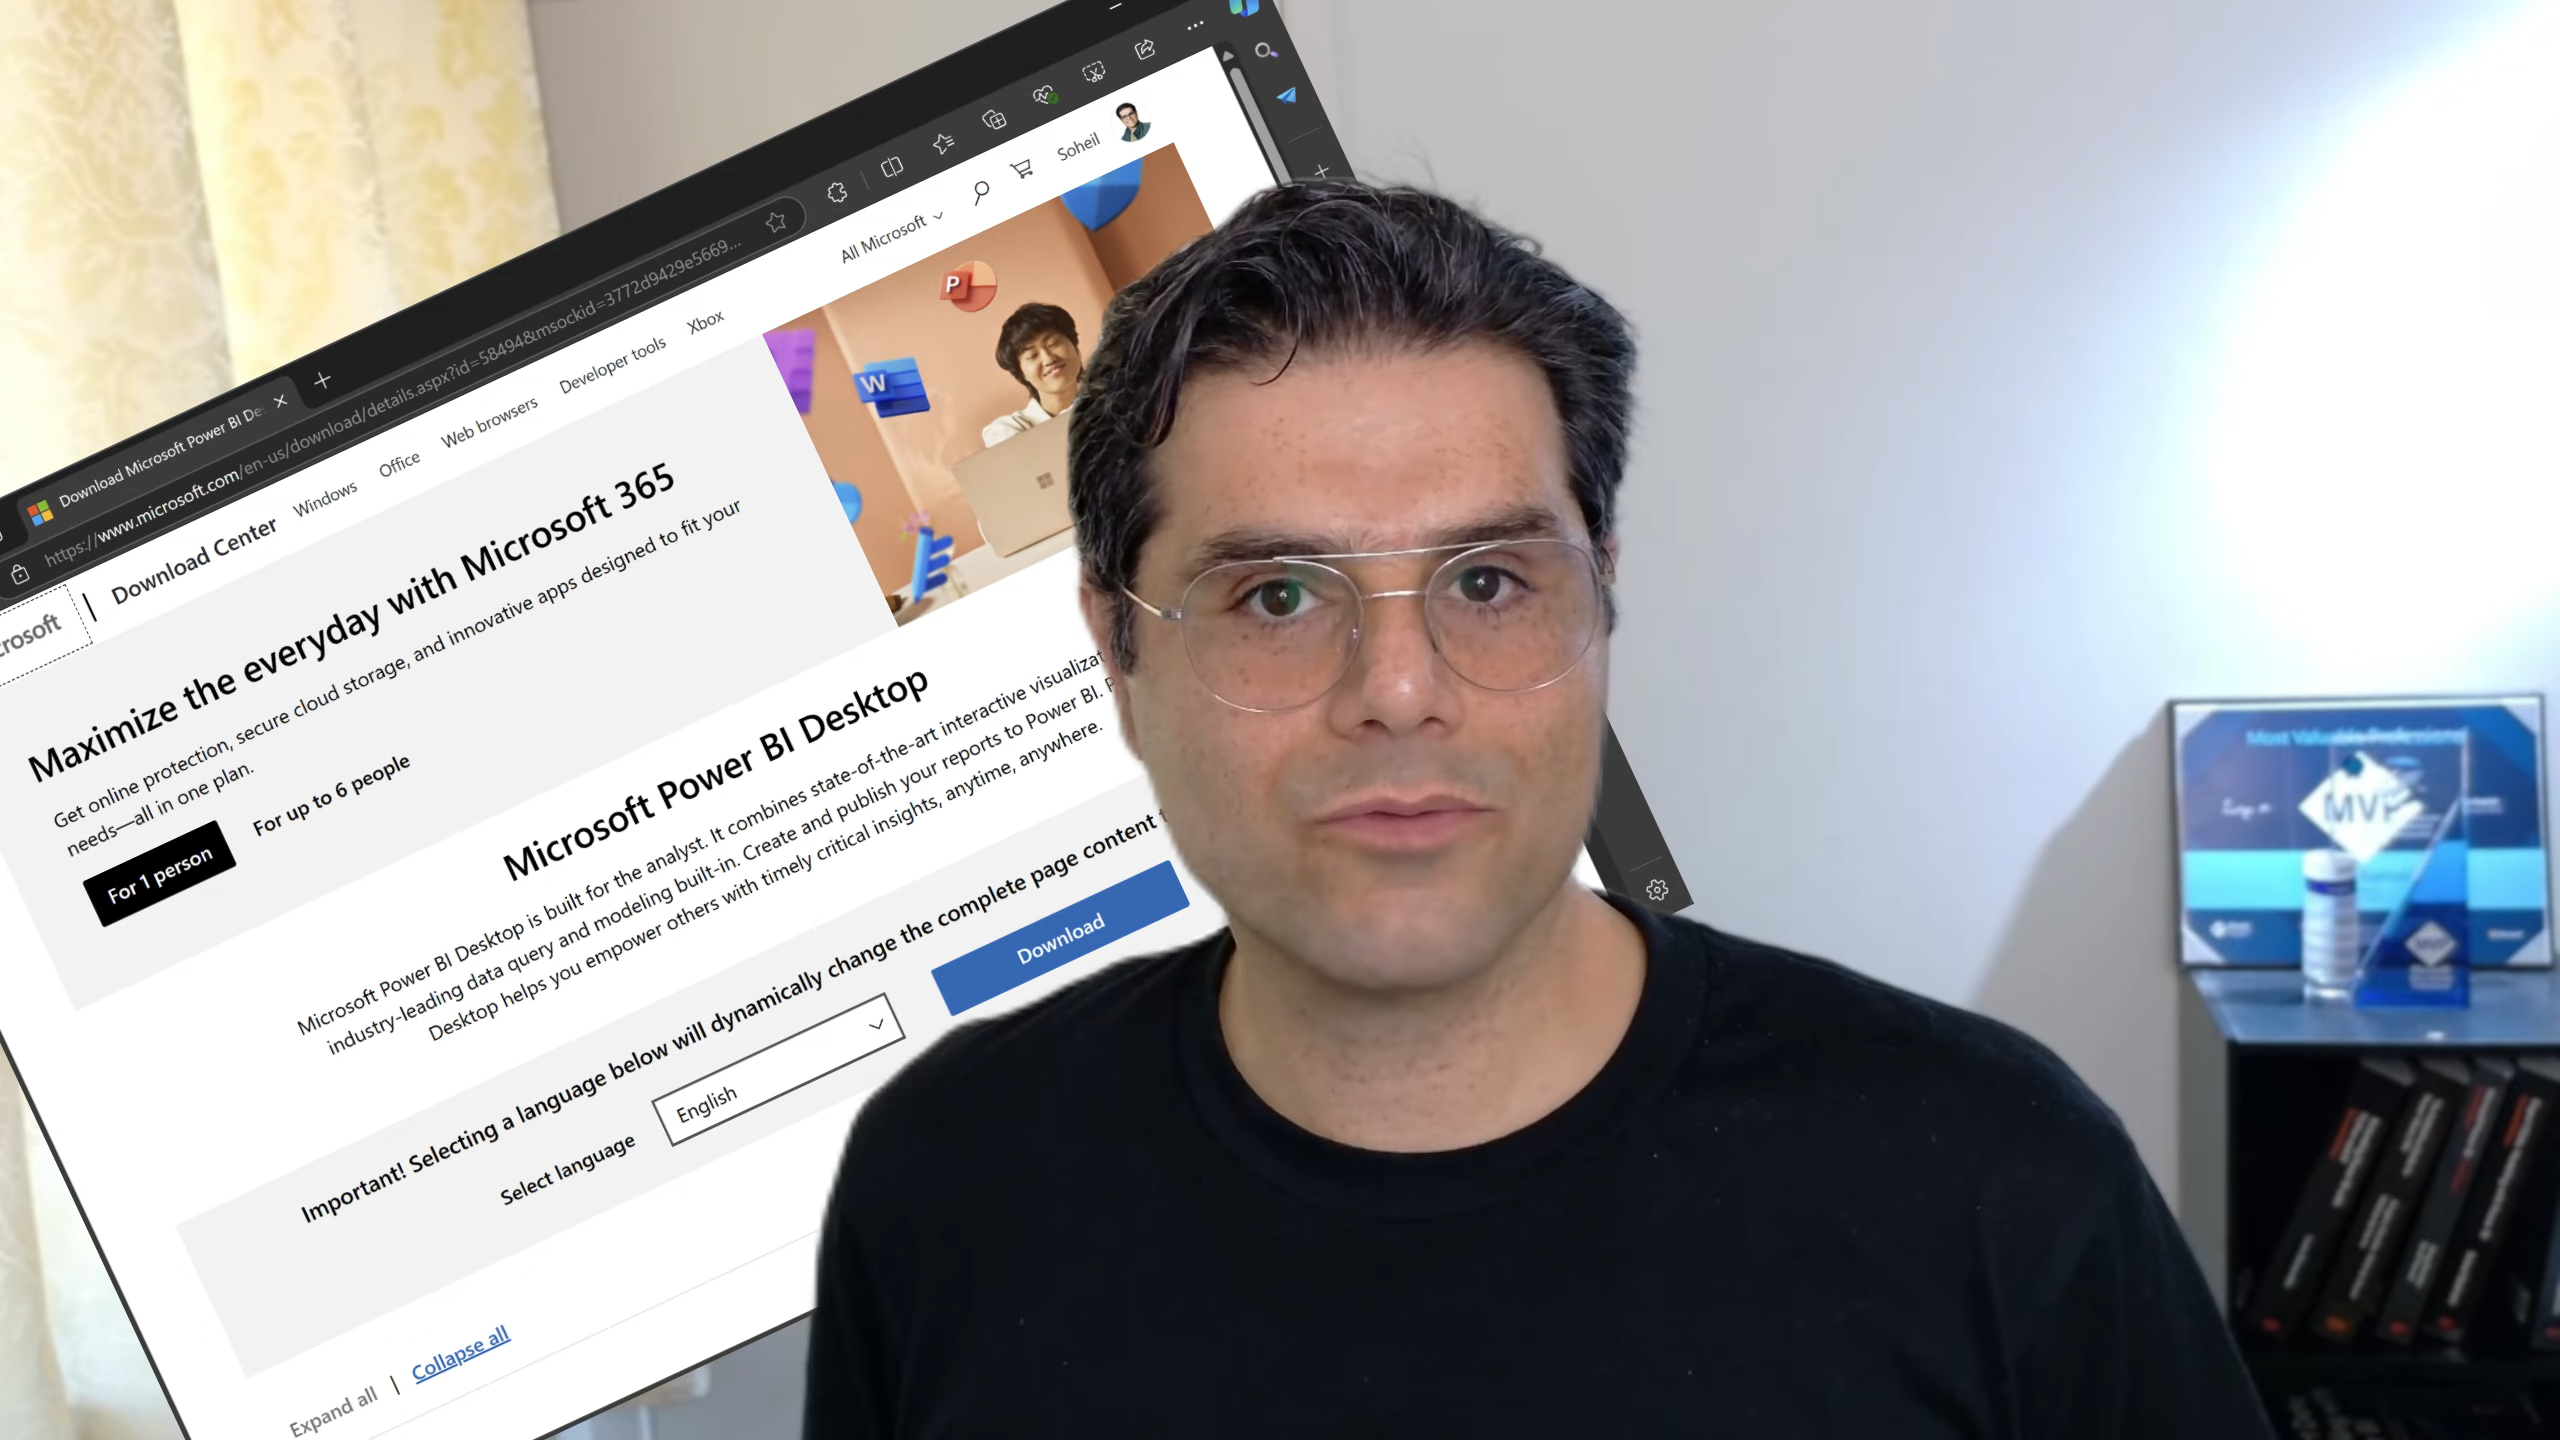 Download Microsoft Power BI De
https://www.microsoft.com/en-us/download/details.aspx?id=58494&msockid=3772d9429e5669...
Download Center
Windows
Office
Web browsers
Developer tools
Xbox
All Microsoft
Soheil
Maximize the everyday with Microsoft 365
Get online protection, secure cloud storage, and innovative apps designed to fit your
needs—all in one plan.
For 1 person
For up to 6 people
P
W
Microsoft Power BI Desktop
Microsoft Power BI Desktop is built for the analyst. It combines state-of-the-art interactive visualizat
industry-leading data query and modeling built-in. Create and publish your reports to Power BI. P
Desktop helps you empower others with timely critical insights, anytime, anywhere.
Important! Selecting a language below will dynamically change the complete page content
Select language
English
Download
Expand all | Collapse all
Most Valuable Professional
MVP
MVP